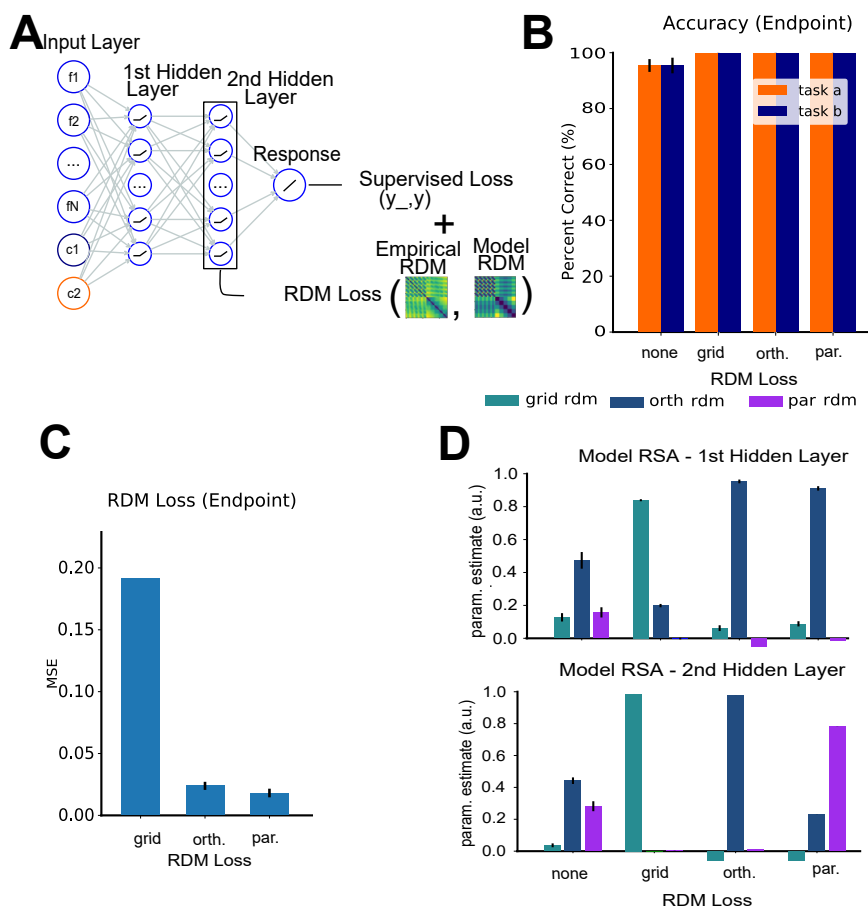 A
Input Layer
f1
f2
...
fN
c1
c2
1st Hidden
Layer
...
2nd Hidden
Layer
...
Response
Supervised Loss
(y_,y)
+
Empirical
RDM
Model
RDM
RDM Loss ( , )
B
Accuracy (Endpoint)
Percent Correct (%)
100
80
60
40
20
0
task a
task b
none grid orth. par.
RDM Loss
grid rdm orth rdm par rdm
C
RDM Loss (Endpoint)
MSE
0.20
0.15
0.10
0.05
0.00
grid orth. par.
RDM Loss
D
Model RSA - 1st Hidden Layer
param. estimate (a.u.)
1.0
0.8
0.6
0.4
0.2
0.0
Model RSA - 2nd Hidden Layer
param. estimate (a.u.)
1.0
0.8
0.6
0.4
0.2
0.0
none grid orth. par.
RDM Loss